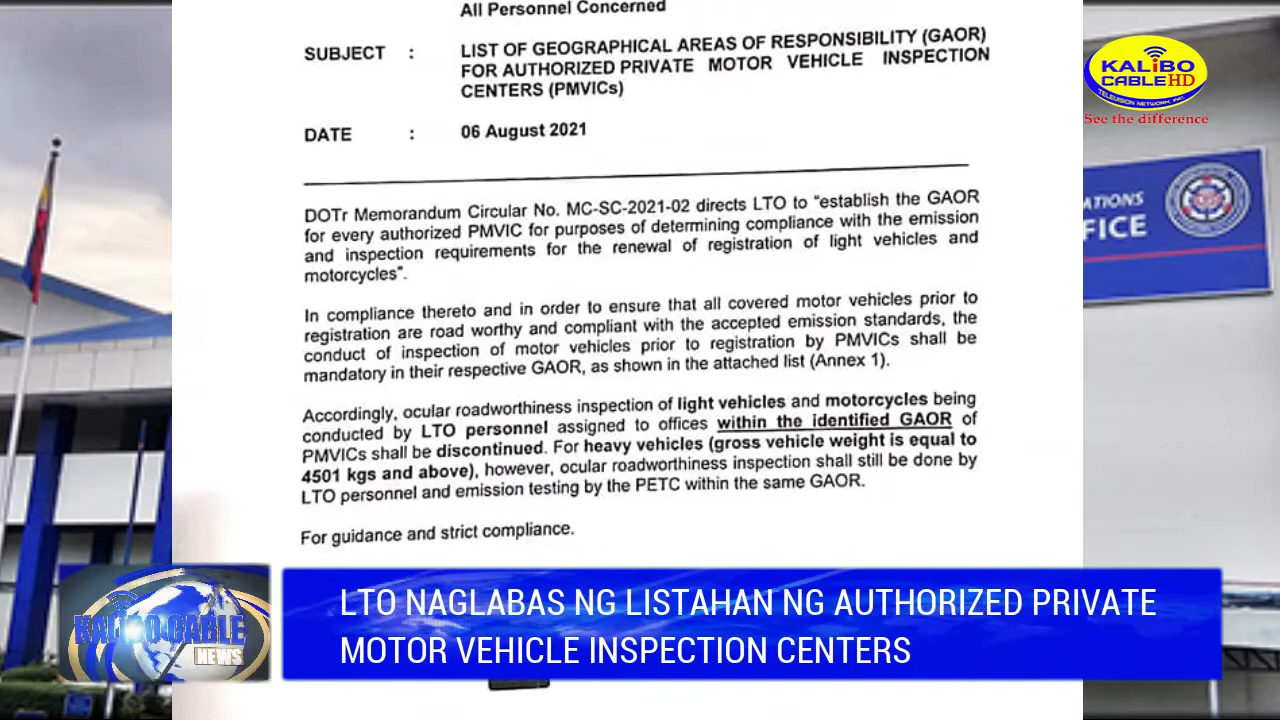 All Personnel Concerned
SUBJECT : LIST OF GEOGRAPHICAL AREAS OF RESPONSIBILITY (GAOR)
FOR AUTHORIZED PRIVATE MOTOR VEHICLE INSPECTION
CENTERS (PMVICs)
DATE : 06 August 2021
DOTr Memorandum Circular No. MC-SC-2021-02 directs LTO to “establish the GAOR
for every authorized PMVIC for purposes of determining compliance with the emission
and inspection requirements for the renewal of registration of light vehicles and
motorcycles”.
In compliance thereto and in order to ensure that all covered motor vehicles prior to
registration are road worthy and compliant with the accepted emission standards, the
conduct of inspection of motor vehicles prior to registration by PMVICs shall be
mandatory in their respective GAOR, as shown in the attached list (Annex 1).
Accordingly, ocular roadworthiness inspection of light vehicles and motorcycles being
conducted by LTO personnel assigned to offices within the identified GAOR of
PMVICs shall be discontinued. For heavy vehicles (gross vehicle weight is equal to
4501 kgs and above), however, ocular roadworthiness inspection shall still be done by
LTO personnel and emission testing by the PETC within the same GAOR.
For guidance and strict compliance.
KALIBO
CABLE HD
TELEVISION NETWORK, INC.
See the difference
ATIONS
FICE
KALIBO CABLE
NEWS
LTO NAGLABAS NG LISTAHAN NG AUTHORIZED PRIVATE
MOTOR VEHICLE INSPECTION CENTERS